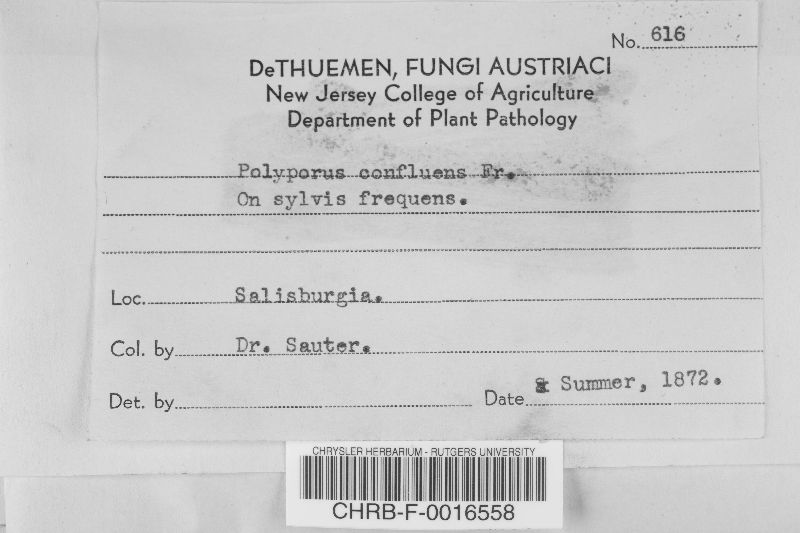 No. 616
DeTHUEMEN, FUNGI AUSTRIACI
New Jersey College of Agriculture
Department of Plant Pathology
Polyporus confluens Fr.
On sylvis frequens.
Loc. Salisburgia.
Col. by Dr. Sauter.
Det. by
Date Summer, 1872.
CHRYSLER HERBARIUM - RUTGERS UNIVERSITY
CHRB-F-0016558